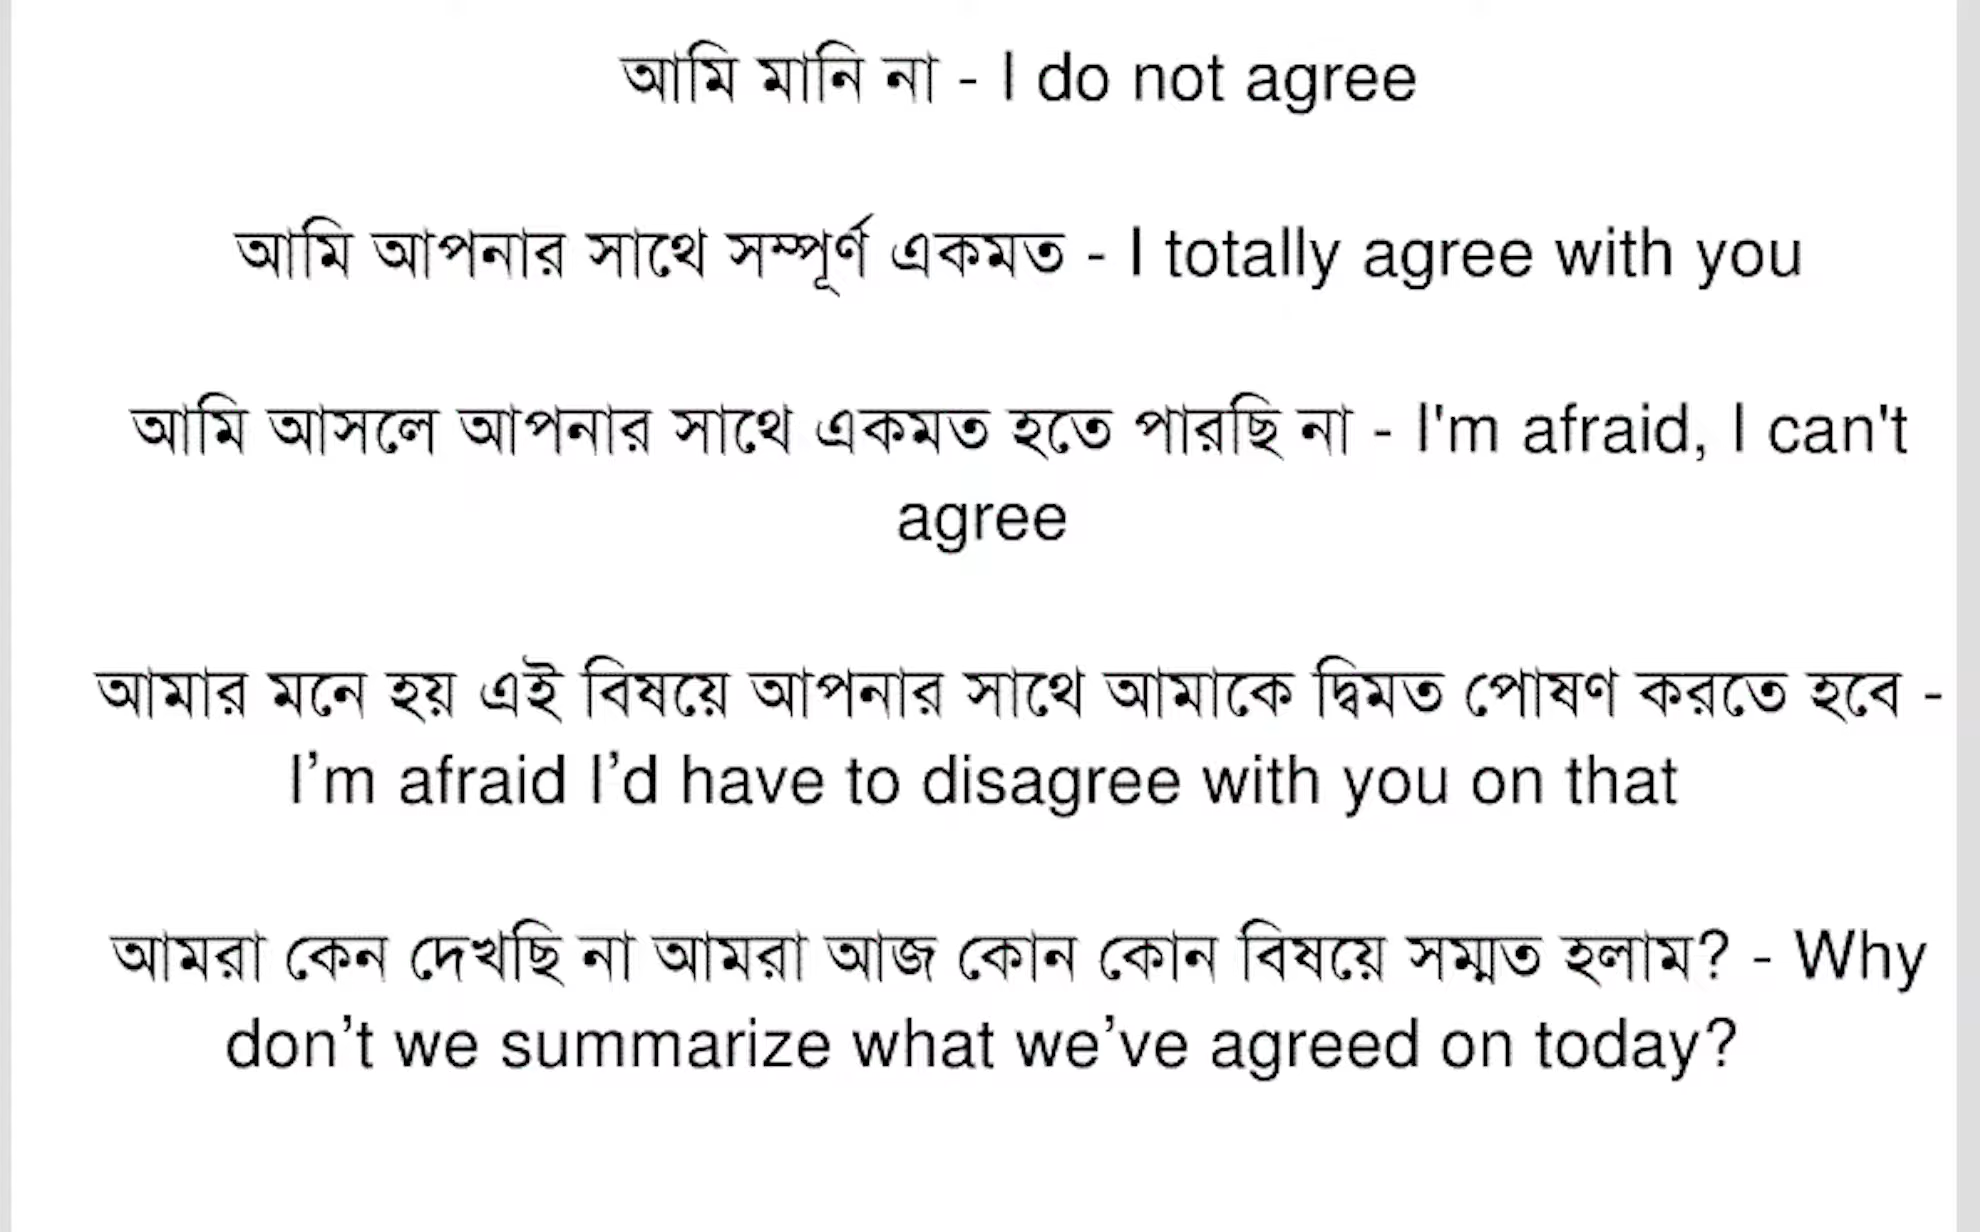 আমি মানি না - I do not agree
আমি আপনার সাথে সম্পূর্ণ একমত - I totally agree with you
আমি আসলে আপনার সাথে একমত হতে পারছি না - I'm afraid, I can't
agree
আমার মনে হয় এই বিষয়ে আপনার সাথে আমাকে দ্বিমত পোষণ করতে হবে -
I’m afraid I’d have to disagree with you on that
আমরা কেন দেখছি না আমরা আজ কোন কোন বিষয়ে সম্মত হলাম? - Why
don’t we summarize what we’ve agreed on today?